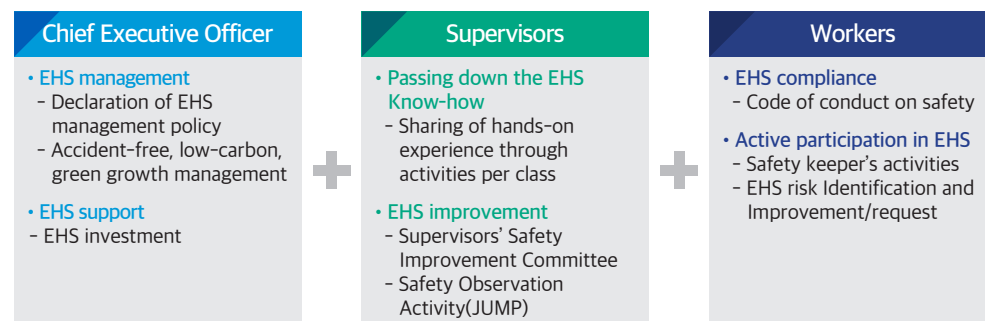 Chief Executive Officer
• EHS management
- Declaration of EHS
management policy
- Accident-free, low-carbon,
green growth management
• EHS support
- EHS investment
Supervisors
• Passing down the EHS
Know-how
- Sharing of hands-on
experience through
activities per class
• EHS improvement
- Supervisors' Safety
Improvement Committee
- Safety Observation
Activity(JUMP)
Workers
• EHS compliance
- Code of conduct on safety
• Active participation in EHS
- Safety keeper's activities
- EHS risk Identification and
Improvement/request